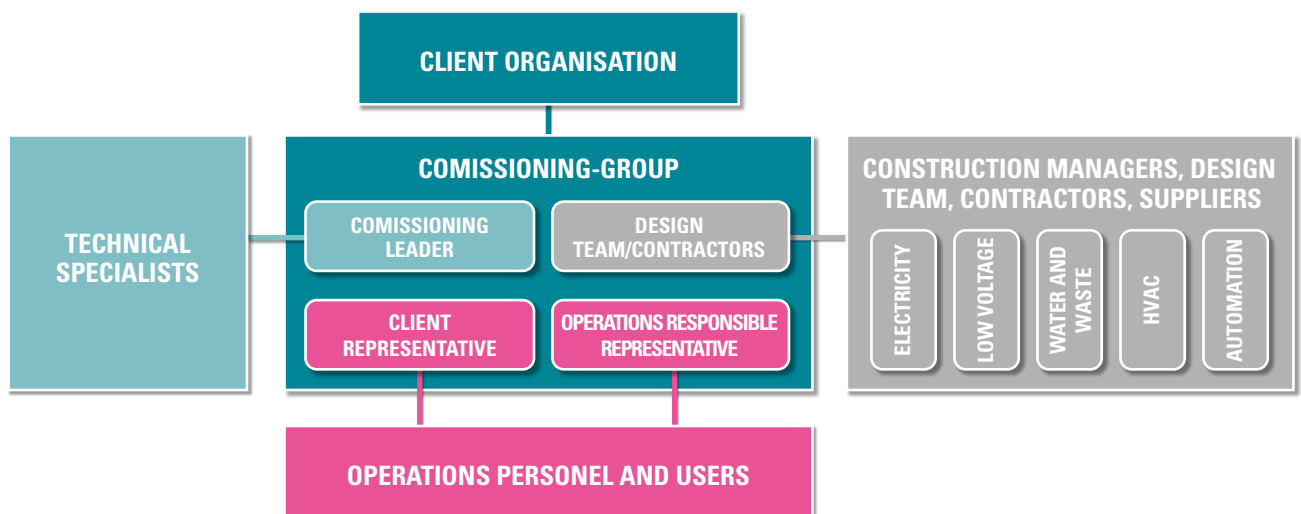 CLIENT ORGANISATION
TECHNICAL
SPECIALISTS
COMISSIONING-GROUP
COMISSIONING
LEADER
DESIGN
TEAM/CONTRACTORS
CLIENT
REPRESENTATIVE
OPERATIONS RESPONSIBLE
REPRESENTATIVE
CONSTRUCTION MANAGERS, DESIGN
TEAM, CONTRACTORS, SUPPLIERS
ELECTRICITY
LOW VOLTAGE
WATER AND
WASTE
HVAC
AUTOMATION
OPERATIONS PERSONEL AND USERS